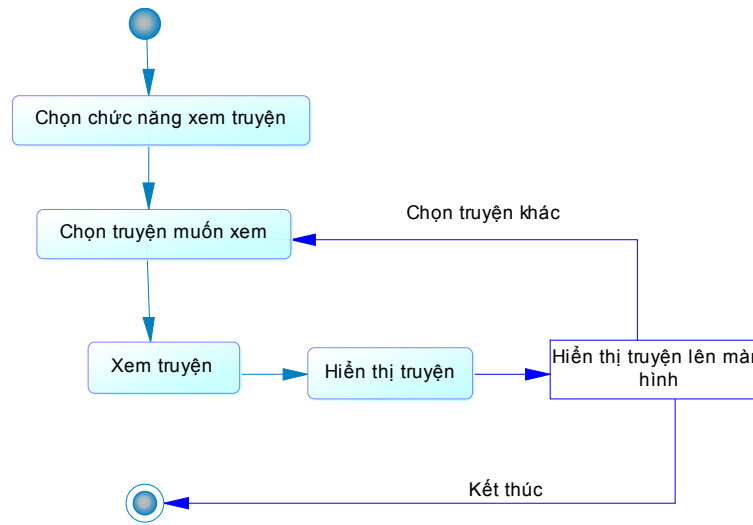 Chọn chức năng xem truyện
Chọn truyện khác
Chọn truyện muốn xem
Xem truyện
Hiển thị truyện
Hiển thị truyện lên màn
hình
Kết thúc